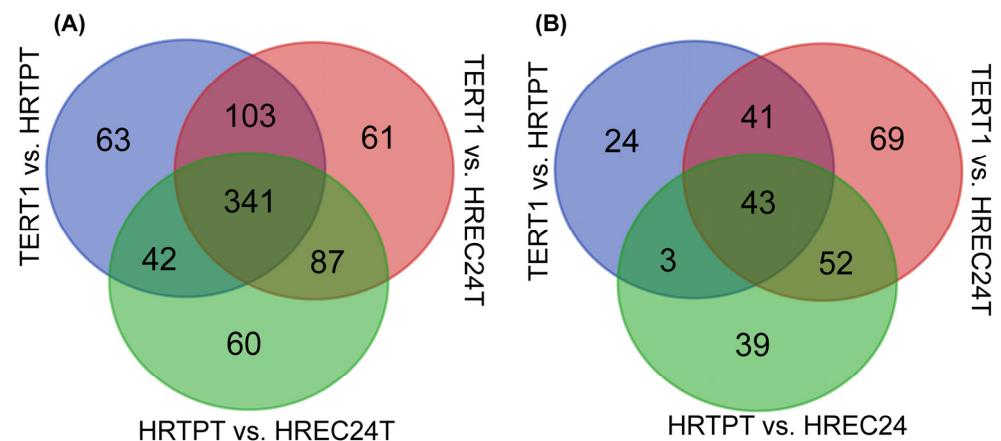 (A)
TERT1 vs. HRTPT
TERT1 vs. HREC24T
63
103
61
341
42
87
60
HRTPT vs. HREC24T
(B)
TERT1 vs. HRTPT
TERT1 vs. HREC24T
24
41
69
43
3
52
39
HRTPT vs. HREC24